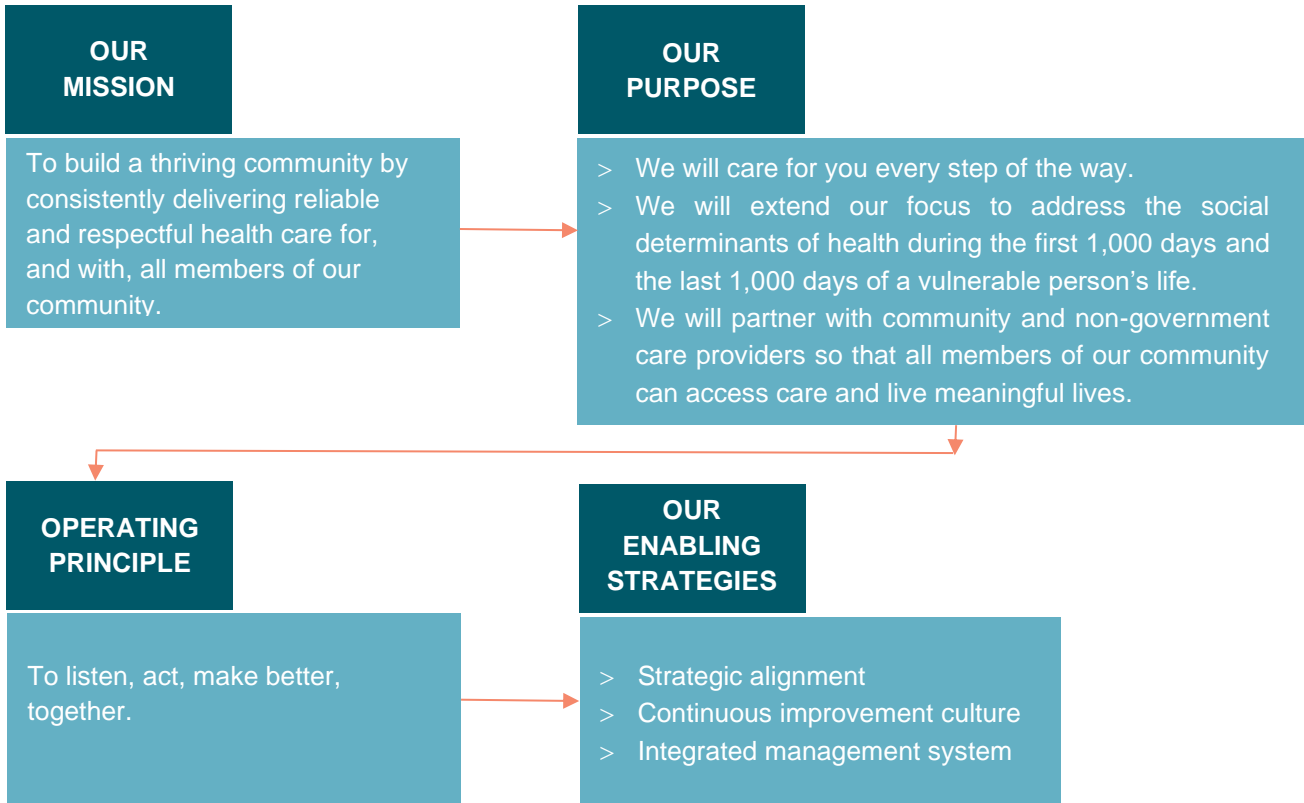 OUR
MISSION
To build a thriving community by
consistently delivering reliable
and respectful health care for,
and with, all members of our
community.
OUR
PURPOSE
> We will care for you every step of the way.
> We will extend our focus to address the social
determinants of health during the first 1,000 days and
the last 1,000 days of a vulnerable person’s life.
> We will partner with community and non-government
care providers so that all members of our community
can access care and live meaningful lives.
OPERATING
PRINCIPLE
To listen, act, make better,
together.
OUR
ENABLING
STRATEGIES
> Strategic alignment
> Continuous improvement culture
> Integrated management system